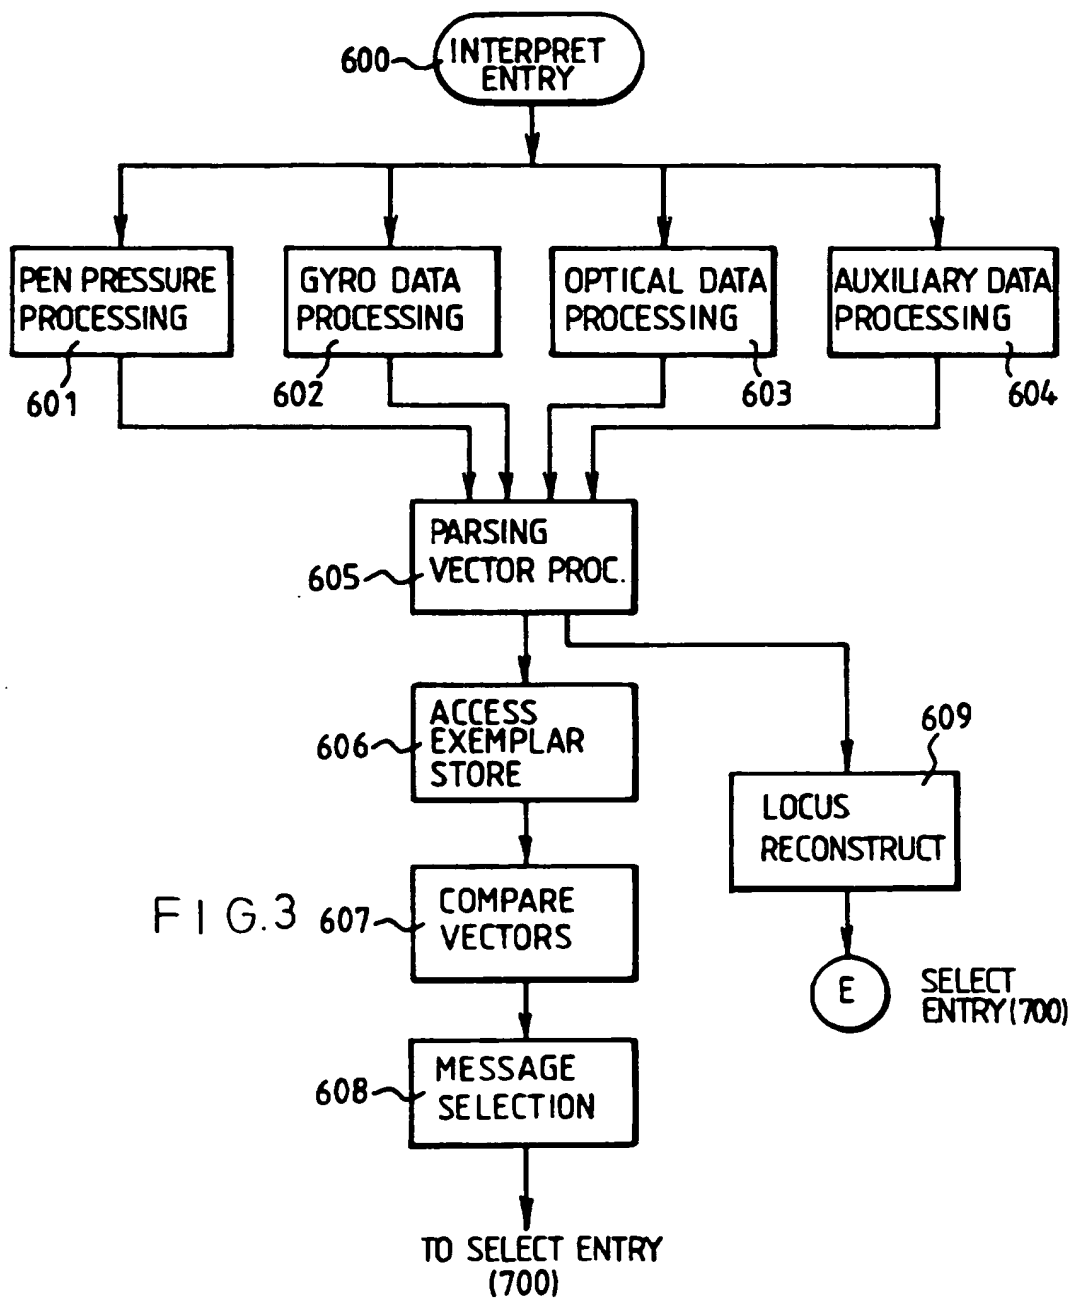 INTERPRET
ENTRY
600
PEN PRESSURE
PROCESSING
601
GYRO DATA
PROCESSING
602
OPTICAL DATA
PROCESSING
603
AUXILIARY DATA
PROCESSING
604
PARSING
VECTOR PROC.
605
ACCESS
EXEMPLAR
STORE
606
609
LOCUS
RECONSTRUCT
FIG.3
COMPARE
VECTORS
607
E
SELECT
ENTRY(700)
MESSAGE
SELECTION
608
TO SELECT ENTRY
(700)